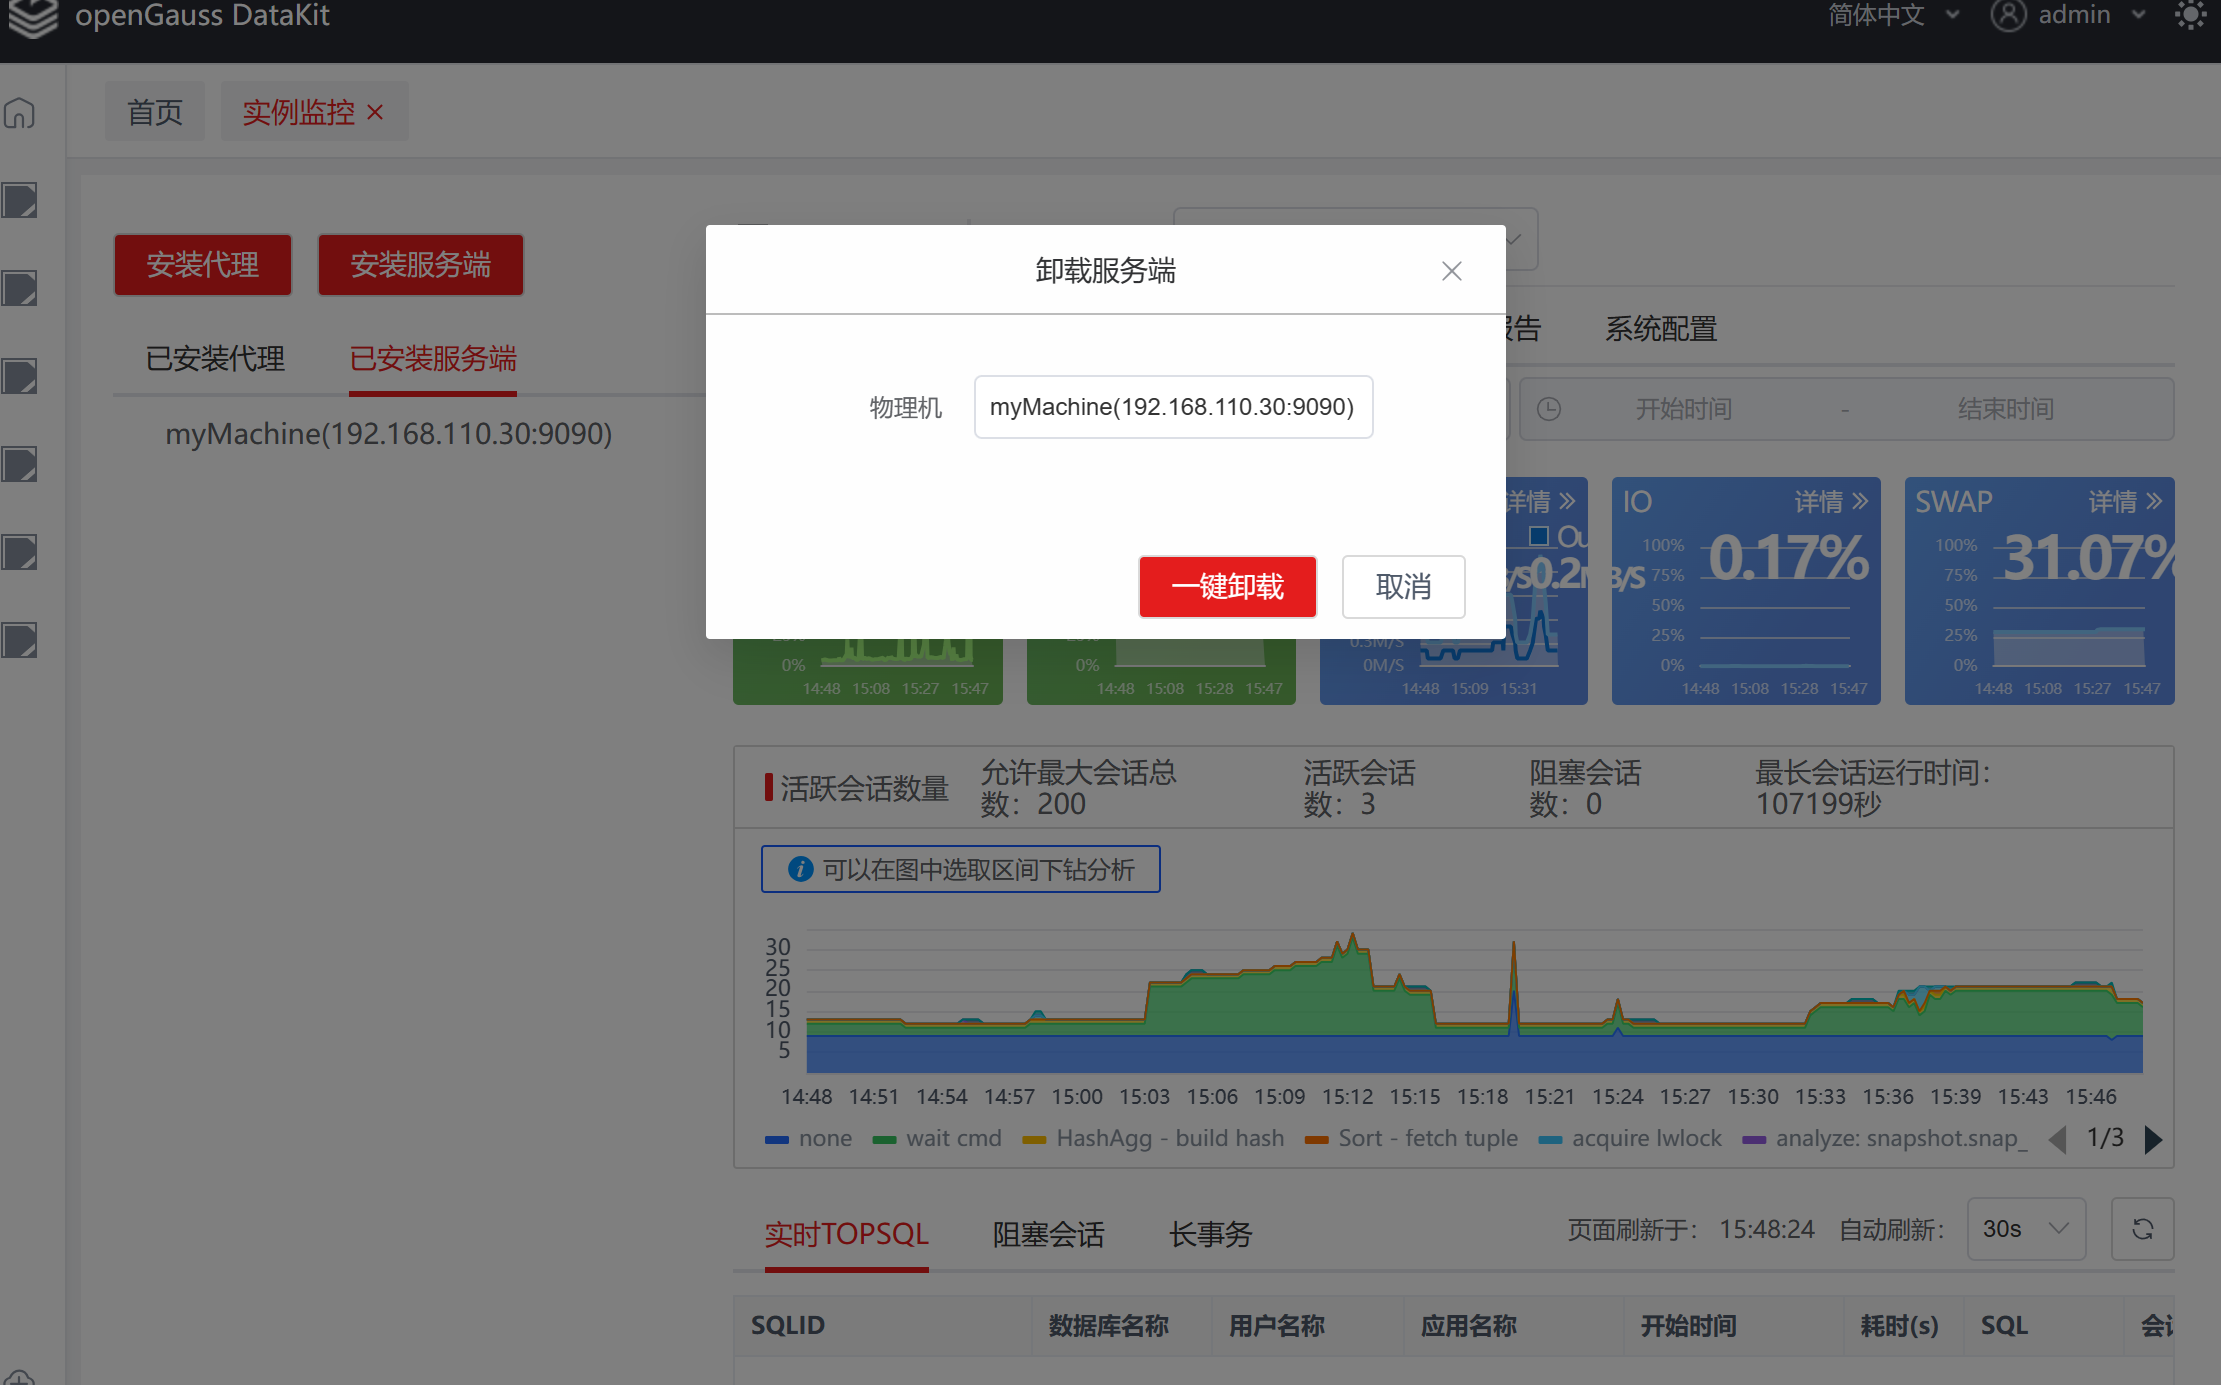 openGauss DataKit
简体中文
admin
首页
实例监控
安装代理
安装服务端
已安装代理
已安装服务端
myMachine(192.168.110.30:9090)
卸载服务端
物理机
myMachine(192.168.110.30:9090)
一键卸载
取消
报告
系统配置
开始时间 - 结束时间
详情
0.2MB/S
0.3M/S
0M/S
14:48 15:09 15:31
0%
14:48 15:08 15:27 15:47
0%
14:48 15:08 15:28 15:47
IO
详情
0.17%
100%
75%
50%
25%
0%
14:48 15:08 15:28 15:47
SWAP
详情
31.07%
100%
75%
50%
25%
0%
14:48 15:08 15:27 15:47
活跃会话数量
允许最大会话总
数：200
活跃会话
数：3
阻塞会话
数：0
最长会话运行时间：
107199秒
可以在图中选取区间下钻分析
30
25
20
15
10
5
14:48 14:51 14:54 14:57 15:00 15:03 15:06 15:09 15:12 15:15 15:18 15:21 15:24 15:27 15:30 15:33 15:36 15:39 15:43 15:46
none wait cmd HashAgg - build hash Sort - fetch tuple acquire lwlock analyze: snapshot.snap_ 1/3
实时TOPSQL 阻塞会话 长事务
页面刷新于： 15:48:24 自动刷新： 30s
SQLID 数据库名称 用户名称 应用名称 开始时间 耗时(s) SQL 会